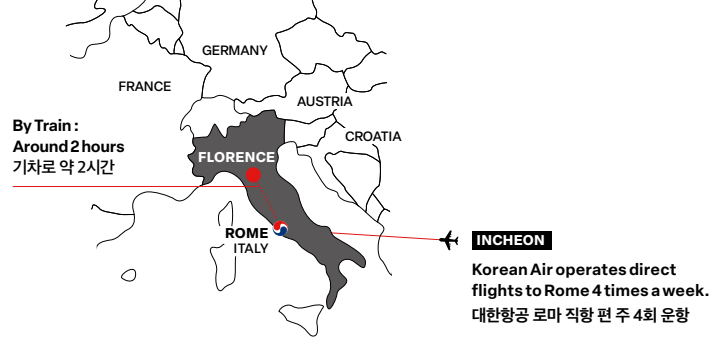 GERMANY
FRANCE
AUSTRIA
By Train :
Around 2 hours
기차로 약 2시간
CROATIA
FLORENCE
ROME
ITALY
INCHEON
Korean Air operates direct
flights to Rome 4 times a week.
대한항공 로마 직항 편 주 4회 운항